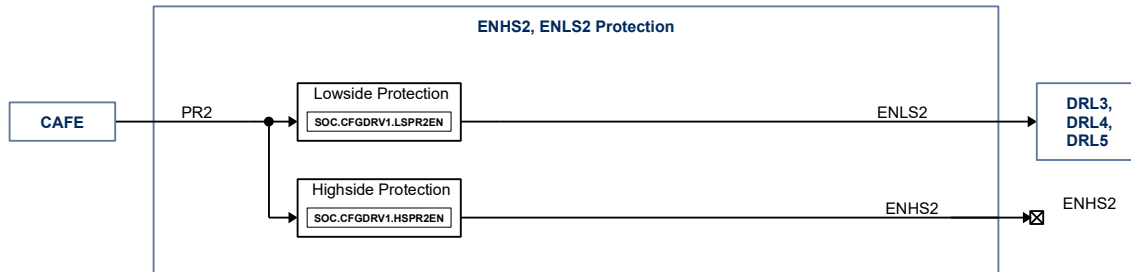 ENHS2, ENLS2 Protection
CAFE
PR2
Lowside Protection
SOC.CFGDRV1.LSPR2EN
ENLS2
DRL3,
DRL4,
DRL5
Highside Protection
SOC.CFGDRV1.HSPR2EN
ENHS2
ENHS2